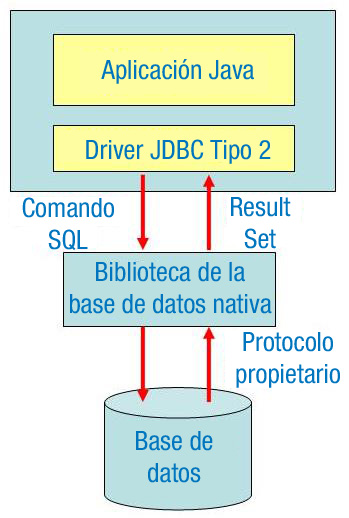 Aplicación Java
Driver JDBC Tipo 2
Comando
SQL
Result
Set
Biblioteca de la
base de datos nativa
Protocolo
propietario
Base de
datos